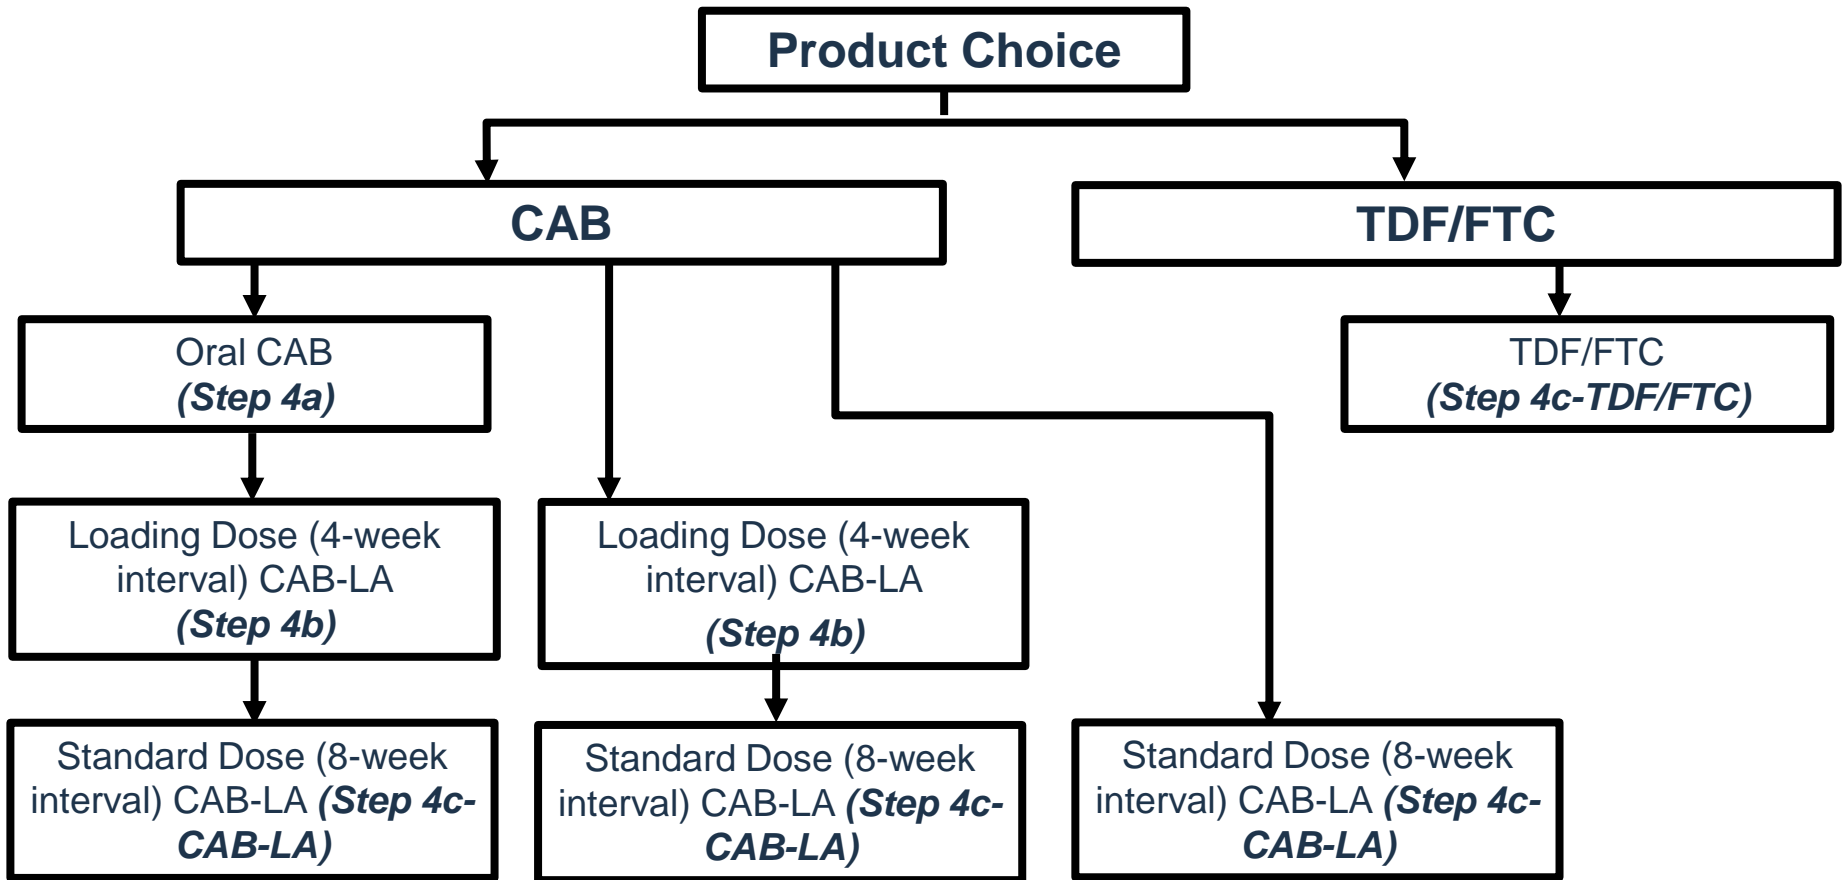 Product Choice
CAB
TDF/FTC
Oral CAB
(Step 4a)
TDF/FTC
(Step 4c-TDF/FTC)
Loading Dose (4-week
interval) CAB-LA
(Step 4b)
Loading Dose (4-week
interval) CAB-LA
(Step 4b)
Standard Dose (8-week
interval) CAB-LA (Step 4c-
CAB-LA)
Standard Dose (8-week
interval) CAB-LA (Step 4c-
CAB-LA)
Standard Dose (8-week
interval) CAB-LA (Step 4c-
CAB-LA)